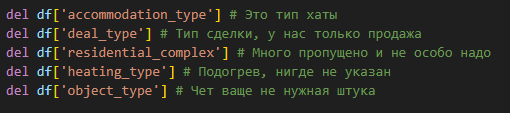 del df['accommodation_type'] # Это тип хаты
del df['deal_type'] # Тип сделки, у нас только продажа
del df['residential_complex'] # Много пропущено и не особо надо
del df['heating_type'] # Подогрев, нигде не указан
del df['object_type'] # Чет ваще не нужная штука